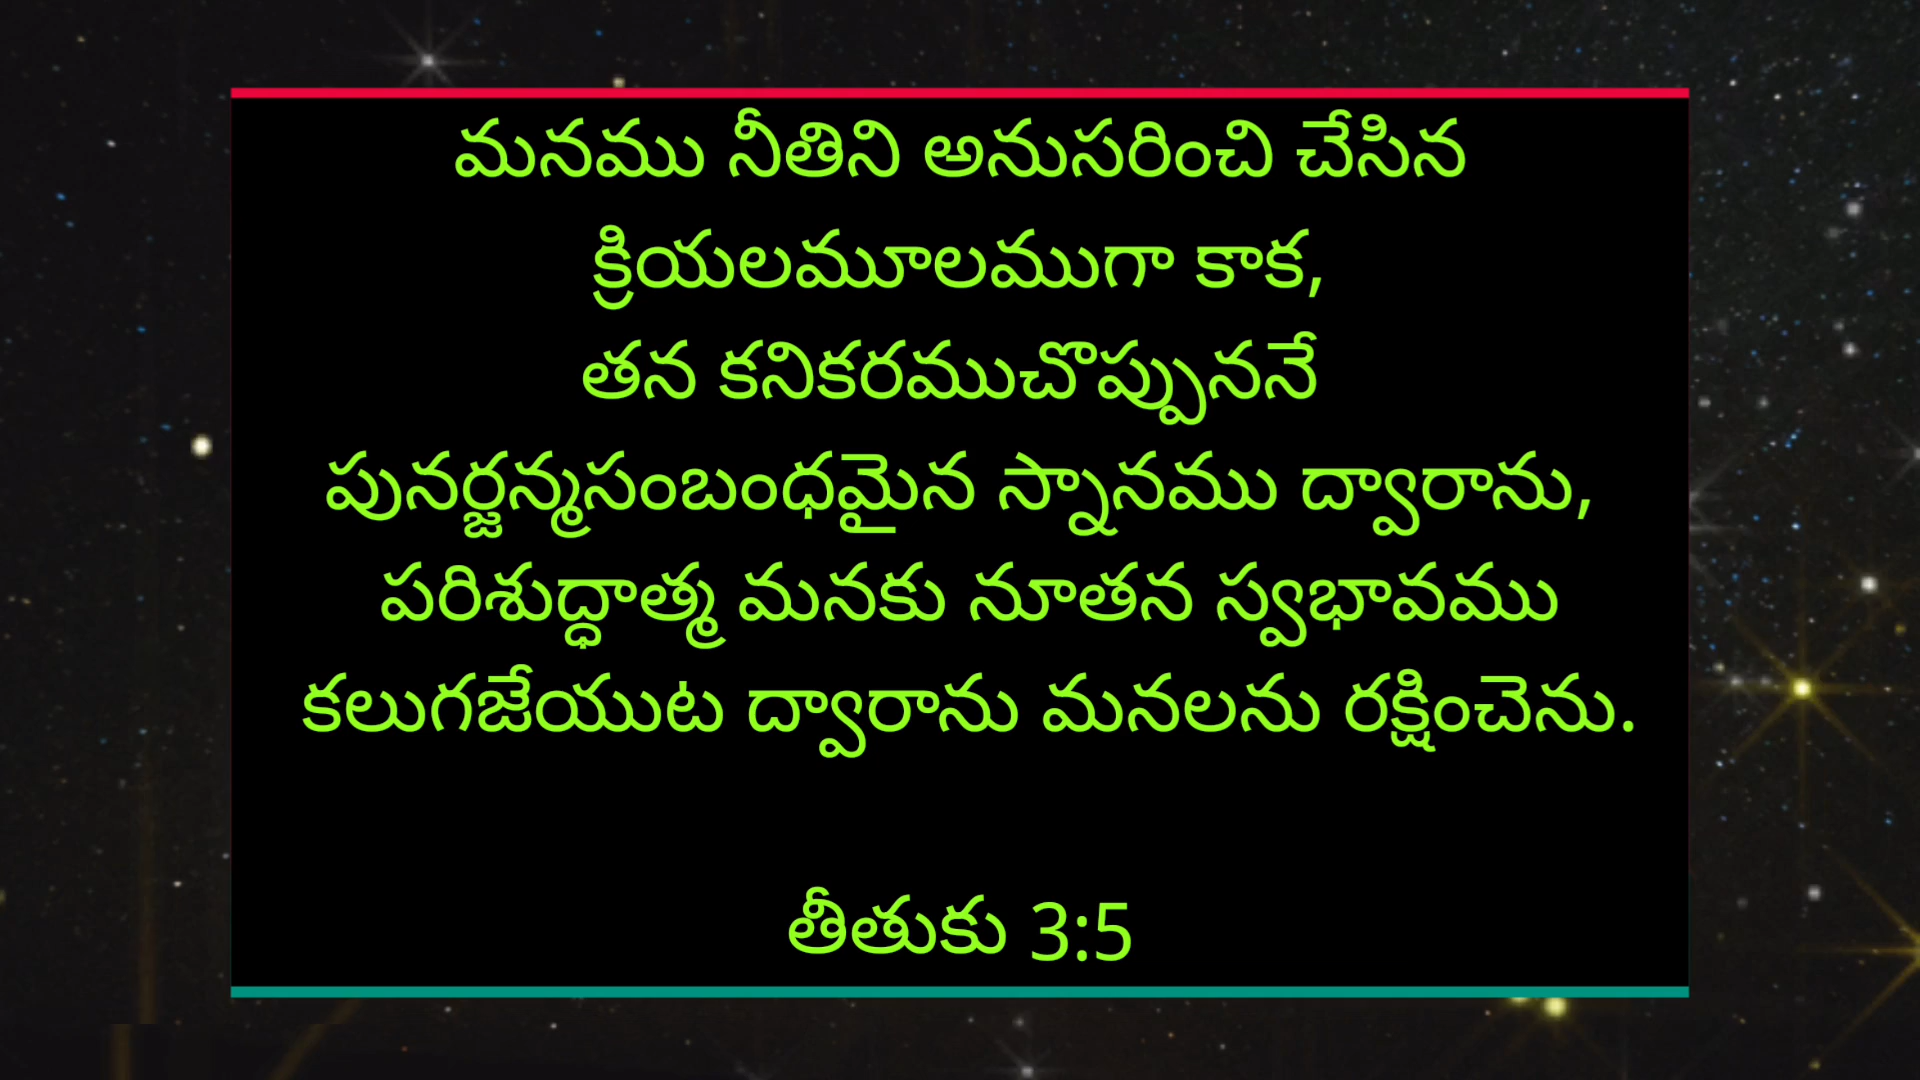 మనము నీతిని అనుసరించి చేసిన
క్రియలమూలముగా కాక,
తన కనికరముచొప్పుననే
పునర్జన్మసంబంధమైన స్నానము ద్వారాను,
పరిశుద్ధాత్మ మనకు నూతన స్వభావము
కలుగజేయుట ద్వారాను మనలను రక్షించెను.
తీతుకు 3:5